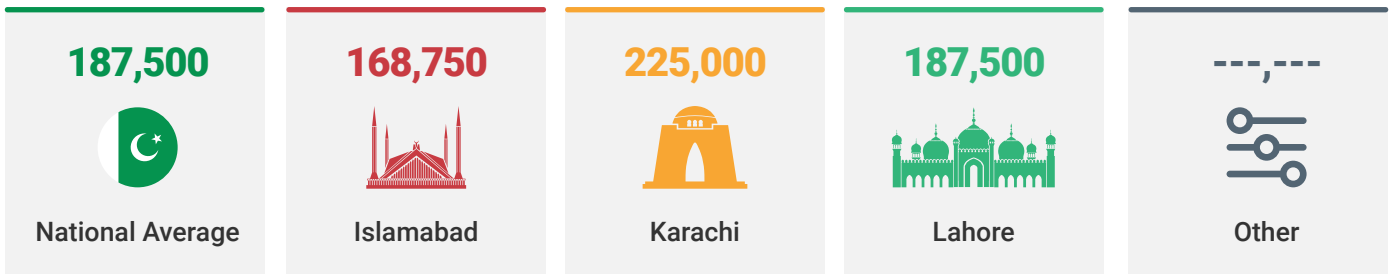 187,500
National Average
168,750
Islamabad
225,000
Karachi
187,500
Lahore
---,---
Other